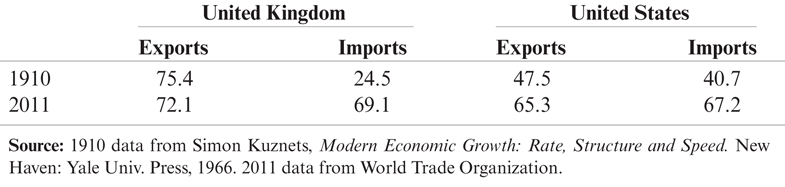 United Kingdom United States
Exports Imports Exports Imports
1910 75.4 24.5 47.5 40.7
2011 72.1 69.1 65.3 67.2
Source: 1910 data from Simon Kuznets, Modern Economic Growth: Rate, Structure and Speed. New
Haven: Yale Univ. Press, 1966. 2011 data from World Trade Organization.